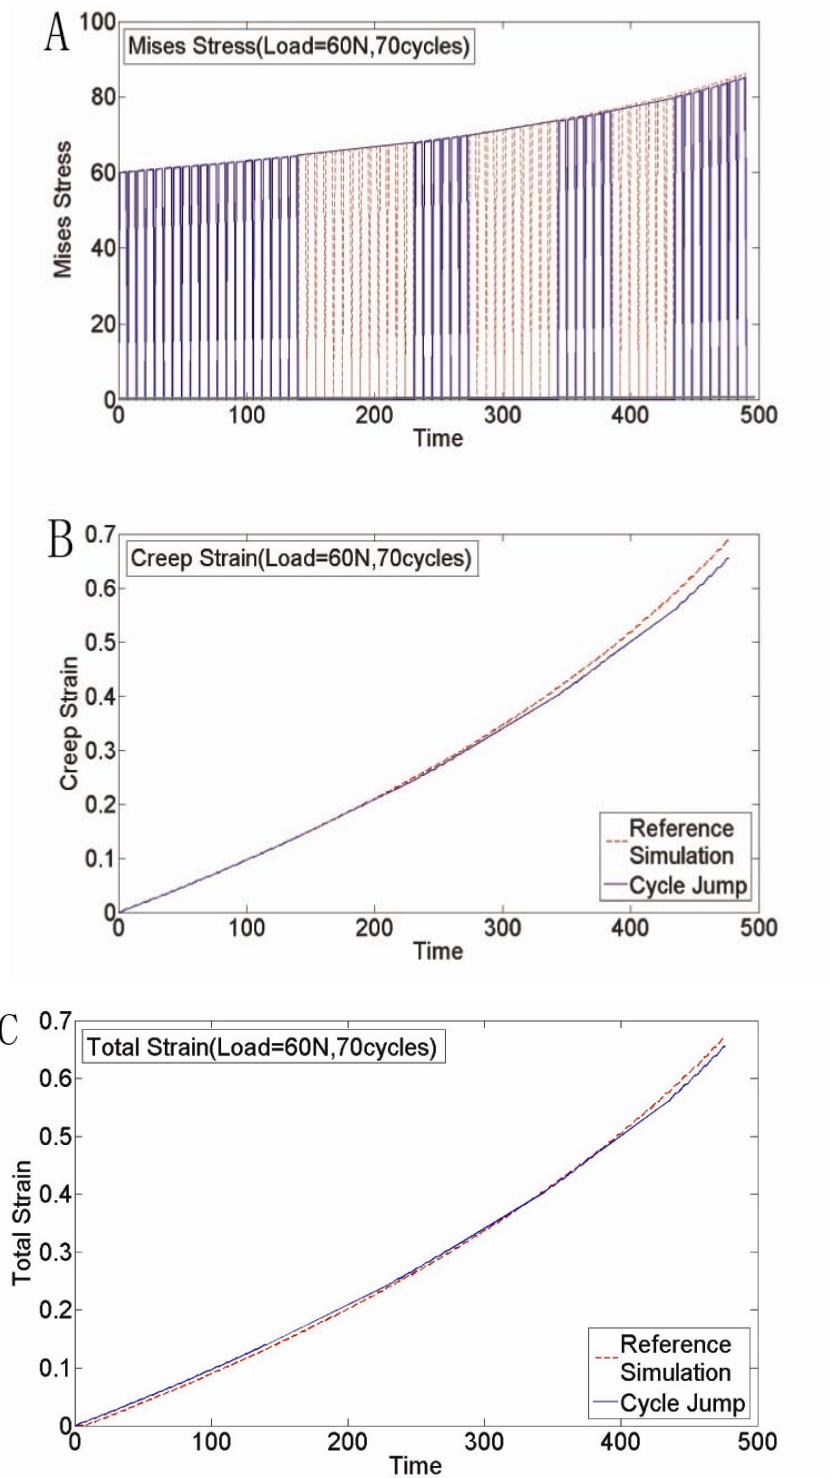 A
Mises Stress(Load=60N,70cycles)
100
80
60
40
20
0
Mises Stress
0 100 200 300 400 500
Time
B
Creep Strain(Load=60N,70cycles)
0.7
0.6
0.5
0.4
0.3
0.2
0.1
0
Creep Strain
Reference
Simulation
Cycle Jump
0 100 200 300 400 500
Time
C
Total Strain(Load=60N,70cycles)
0.7
0.6
0.5
0.4
0.3
0.2
0.1
0
Total Strain
Reference
Simulation
Cycle Jump
0 100 200 300 400 500
Time